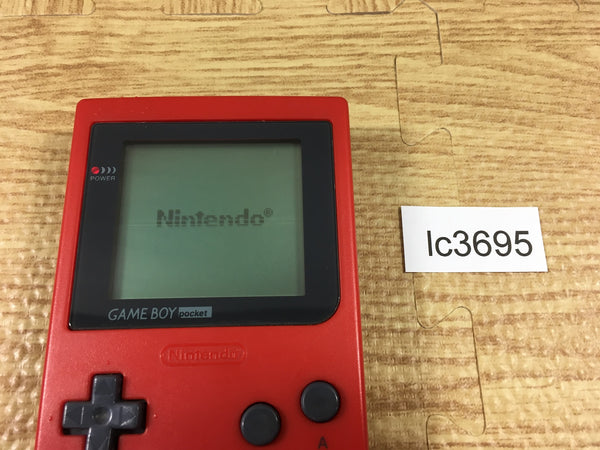 POWER
Nintendo®
GAME BOY pocket
Nintendo
A
lc3695